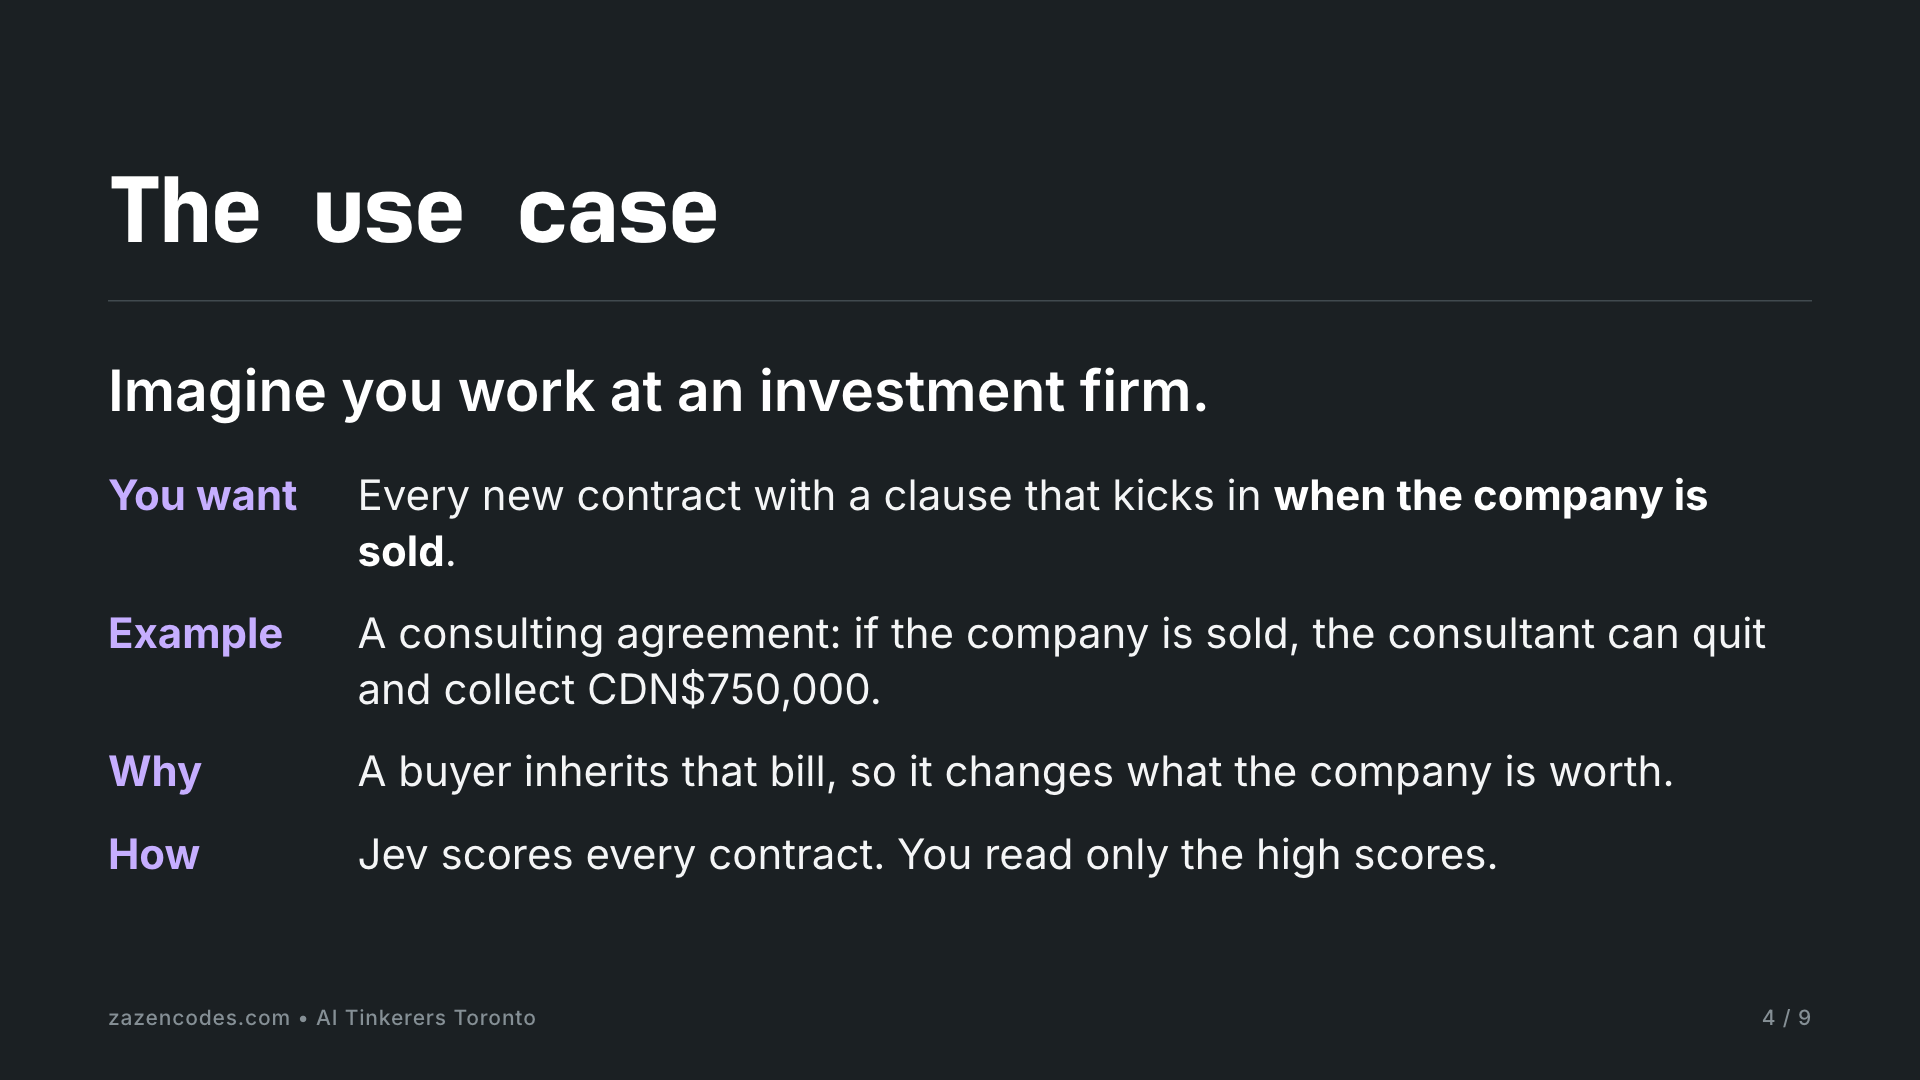 The use case
Imagine you work at an investment firm.
You want Every new contract with a clause that kicks in when the company is
sold.
Example A consulting agreement: if the company is sold, the consultant can quit
and collect CDN$750,000.
Why A buyer inherits that bill, so it changes what the company is worth.
How Jev scores every contract. You read only the high scores.
zazencodes.com • AI Tinkerers Toronto 4 / 9